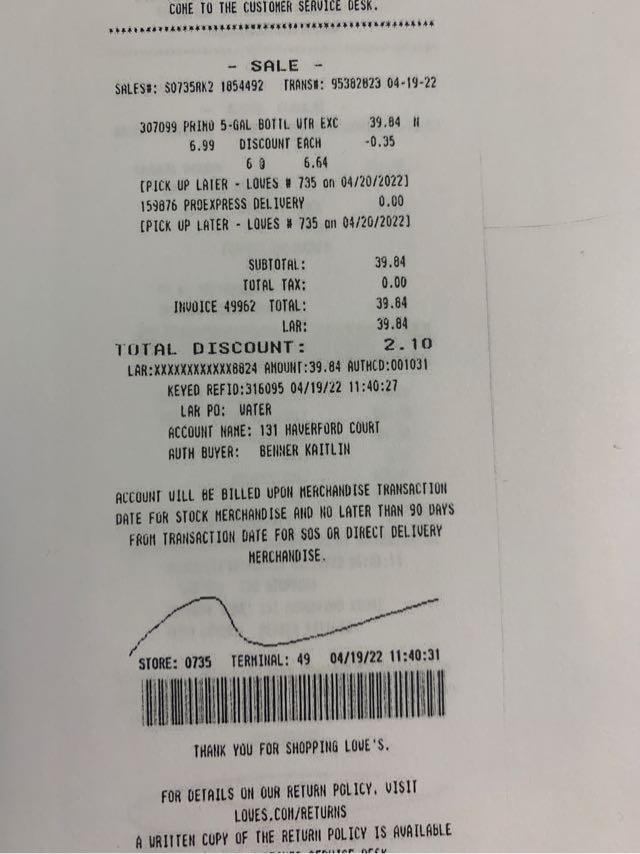 COME TO THE CUSTOMER SERVICE DESK.
************************************************
- SALE -
SALES#: S0735RK2 1854492 TRANS#: 95382823 04-19-22
307099 PRIMO 5-GAL BOTTL WTR EXC 39.84 N
6.99 DISCOUNT EACH -0.35
6 @ 6.64
[PICK UP LATER - LOWES # 735 on 04/20/2022]
159876 PROEXPRESS DELIVERY 0.00
[PICK UP LATER - LOWES # 735 on 04/20/2022]
SUBTOTAL: 39.84
TOTAL TAX: 0.00
INVOICE 49962 TOTAL: 39.84
LAR: 39.84
TOTAL DISCOUNT: 2.10
LAR:XXXXXXXXXXXX8824 AMOUNT:39.84 AUTHCD:001031
KEYED REFID:316095 04/19/22 11:40:27
LAR PO: WATER
ACCOUNT NAME: 131 HAVERFORD COURT
AUTH BUYER: BENNER KAITLIN
ACCOUNT WILL BE BILLED UPON MERCHANDISE TRANSACTION
DATE FOR STOCK MERCHANDISE AND NO LATER THAN 90 DAYS
FROM TRANSACTION DATE FOR SOS OR DIRECT DELIVERY
MERCHANDISE.
STORE: 0735 TERMINAL: 49 04/19/22 11:40:31
THANK YOU FOR SHOPPING LOWE'S.
FOR DETAILS ON OUR RETURN POLICY, VISIT
LOWES.COM/RETURNS
A WRITTEN COPY OF THE RETURN POLICY IS AVAILABLE